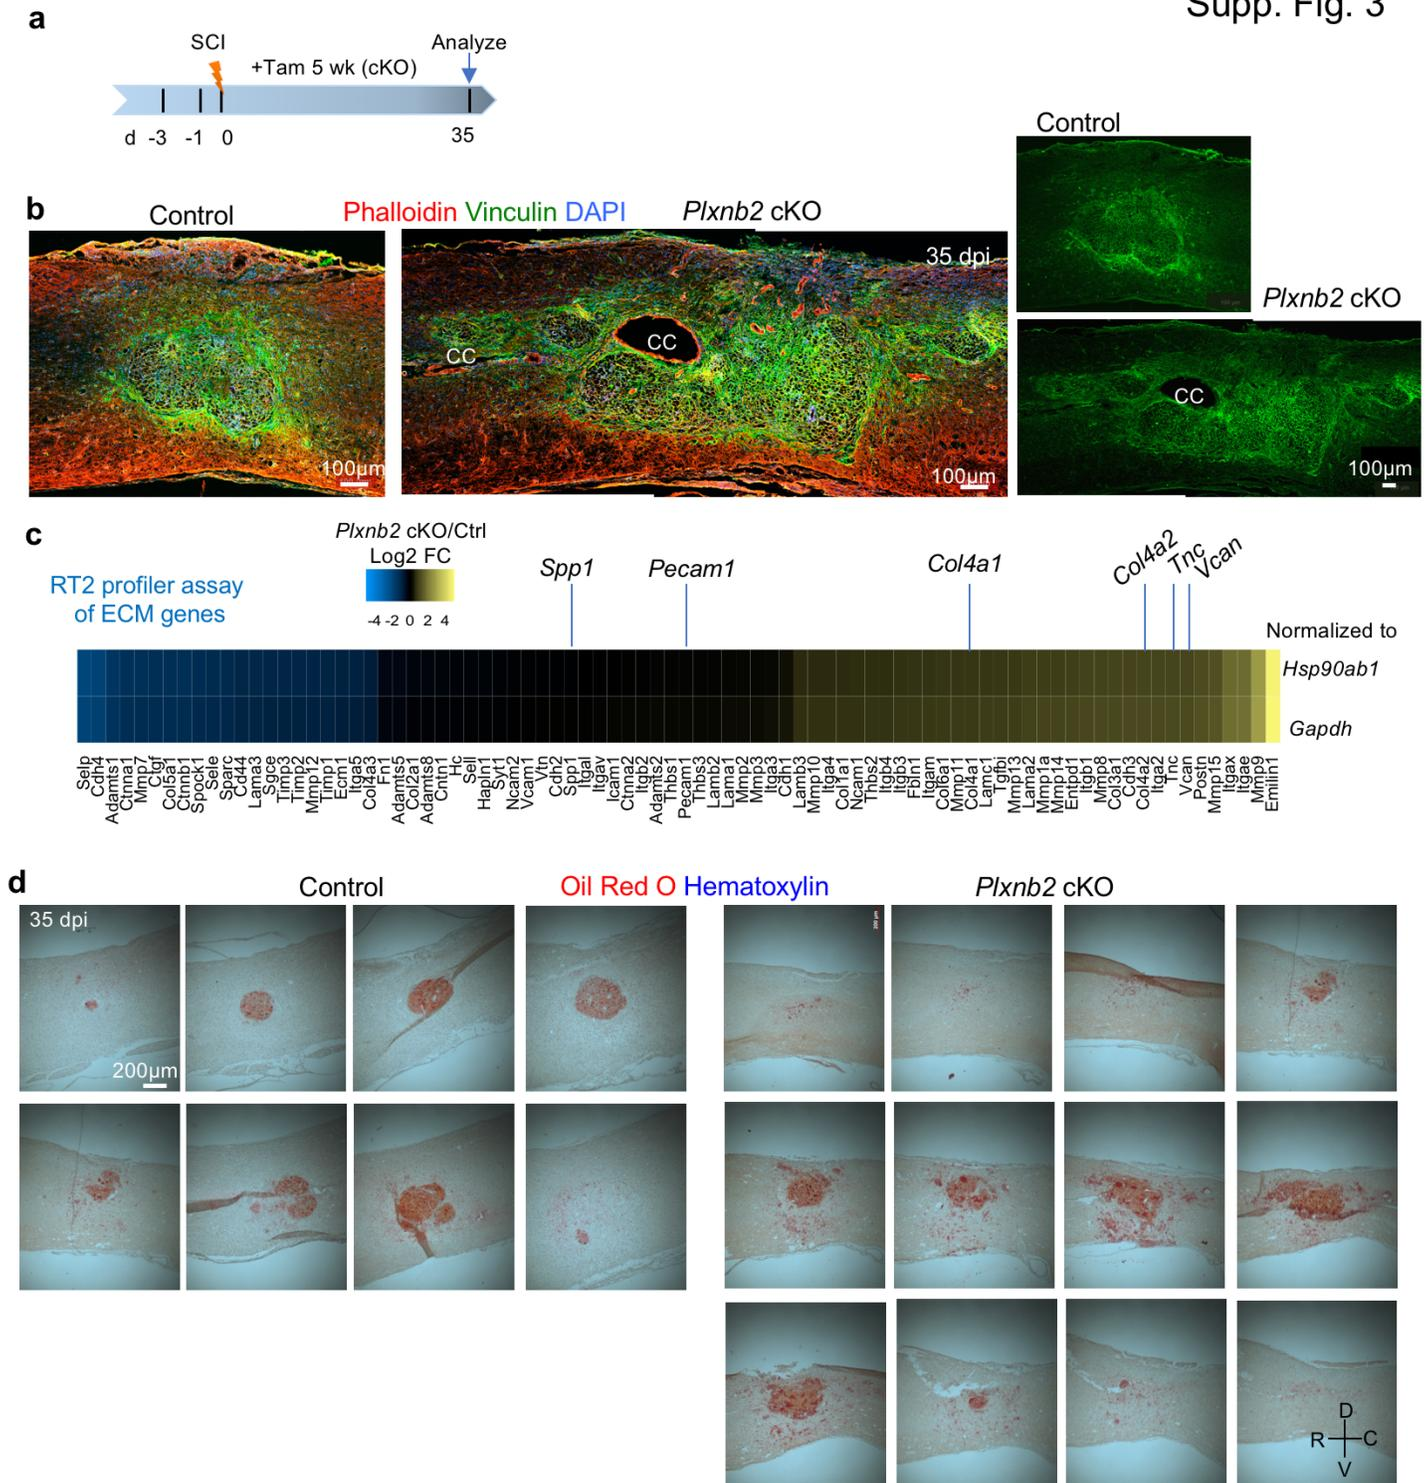 Supp. Fig. 3
a
SCI
+Tam 5 wk (cKO)
Analyze
d -3 -1 0 35
b
Control
Phalloidin Vinculin DAPI
Plxnb2 cKO
35 dpi
CC
CC
100µm
100µm
Control
100 µm
Plxnb2 cKO
CC
100µm
c
RT2 profiler assay
of ECM genes
Plxnb2 cKO/Ctrl
Log2 FC
-4 -2 0 2 4
Spp1
Pecam1
Col4a1
Col4a2
Tnc
Vcan
Normalized to
Hsp90ab1
Gapdh
Selp
Cdh4
Adamts1
Ctnna1
Mmp7
Ctgf
Col5a1
Ctnnb1
Spock1
Sele
Sparc
Cd44
Lama3
Sgce
Timp3
Timp2
Mmp12
Timp1
Ecm1
Itga5
Col4a3
Fn1
Adamts5
Col2a1
Adamts8
Cntn1
Hc
Sell
Hapln1
Syt1
Ncam2
Vcam1
Vtn
Cdh2
Spp1
Itgal
Itgav
Icam1
Ctnna2
Itgb2
Adamts2
Thbs1
Pecam1
Thbs3
Lamb2
Lama1
Mmp2
Mmp3
Itga3
Cdh1
Lamb3
Mmp10
Itga4
Col1a1
Ncam1
Thbs2
Itgb4
Itgb3
Fbln1
Itgam
Col6a1
Mmp11
Col4a1
Lamc1
Tgfbi
Mmp13
Lama2
Mmp1a
Mmp14
Entpd1
Itgb1
Mmp8
Col3a1
Cdh3
Col4a2
Itga2
Tnc
Vcan
Postn
Mmp15
Itgax
Itgae
Mmp9
Emilin1
d
Control
Oil Red O Hematoxylin
Plxnb2 cKO
35 dpi
200µm
200 µm
D
R C
V